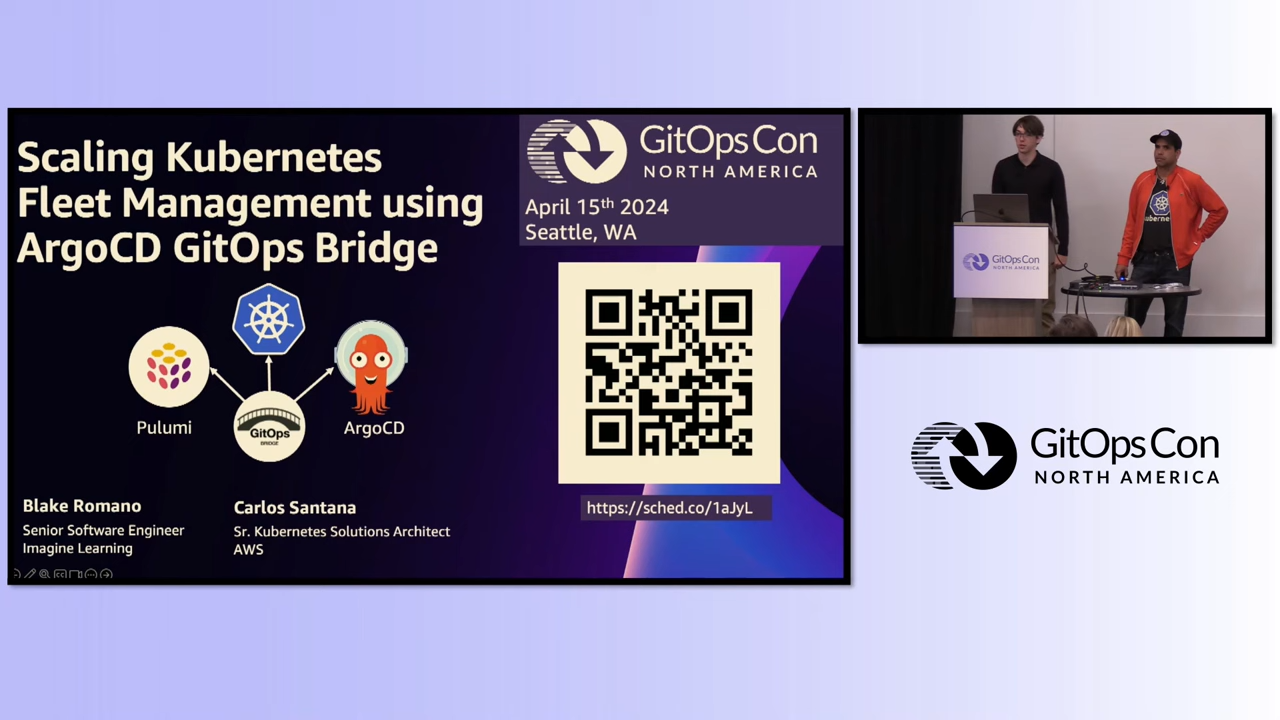 Scaling Kubernetes
Fleet Management using
ArgoCD GitOps Bridge
GitOpsCon
NORTH AMERICA
April 15th 2024
Seattle, WA
Pulumi
GitOps
BRIDGE
ArgoCD
Blake Romano
Senior Software Engineer
Imagine Learning
Carlos Santana
Sr. Kubernetes Solutions Architect
AWS
https://sched.co/1aJyL
GitOpsCon
NORTH AMERICA
GitOpsCon
NORTH AMERICA